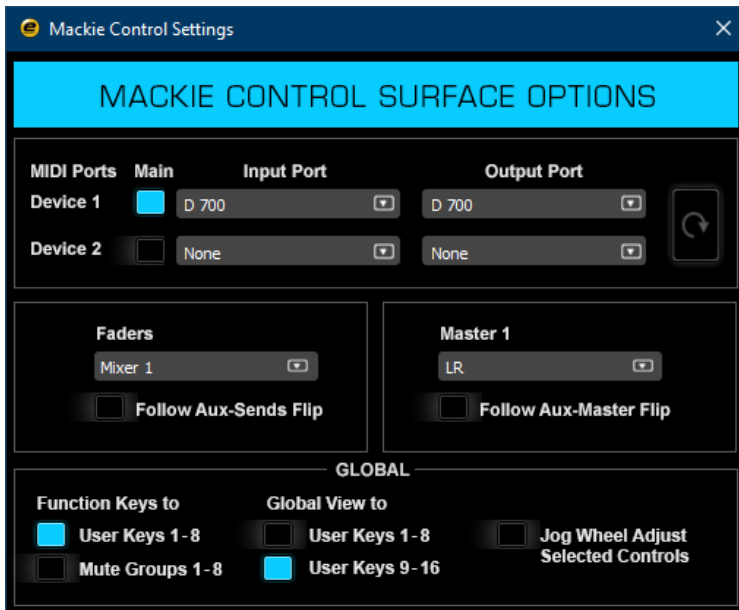 Mackie Control Settings
MACKIE CONTROL SURFACE OPTIONS
MIDI Ports Main Input Port Output Port
Device 1 D 700 D 700
Device 2 None None
Faders
Mixer 1
Follow Aux-Sends Flip
Master 1
LR
Follow Aux-Master Flip
GLOBAL
Function Keys to
User Keys 1-8
Mute Groups 1-8
Global View to
User Keys 1-8
User Keys 9-16
Jog Wheel Adjust
Selected Controls